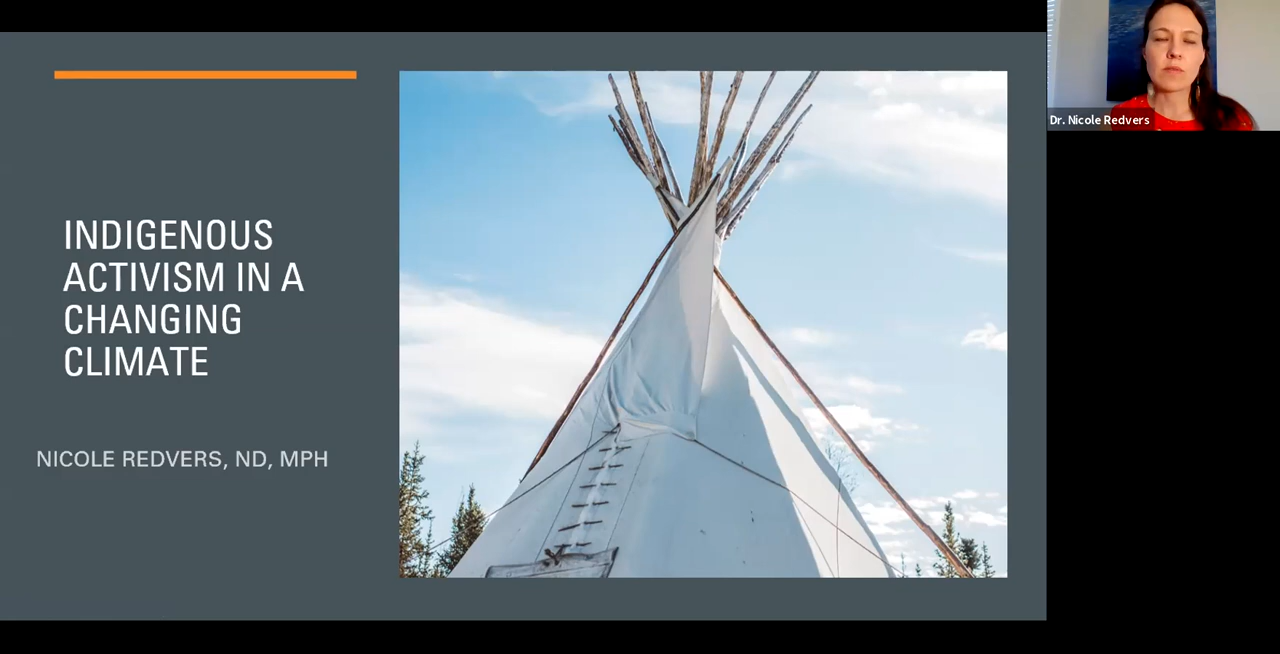 INDIGENOUS
ACTIVISM IN A
CHANGING
CLIMATE
NICOLE REDVERS, ND, MPH
Dr. Nicole Redvers